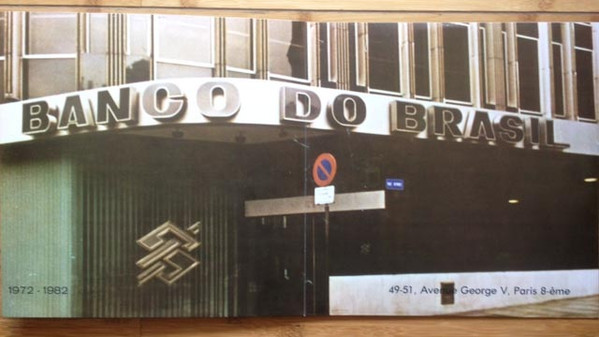 BANCO DO BRASIL
1972 - 1982
49-51, Avenue George V, Paris 8-ème